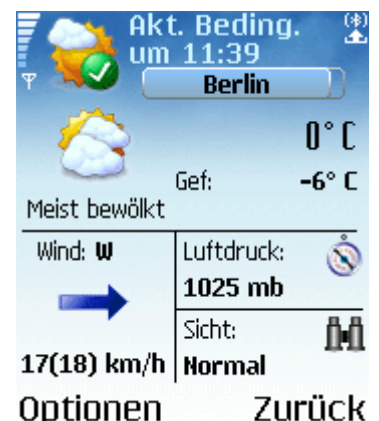 Akt. Beding.
um 11:39
Berlin
0° C
Gef: -6° C
Meist bewölkt
Wind: W
Luftdruck:
1025 mb
Sicht:
17(18) km/h
Normal
Optionen Zurück